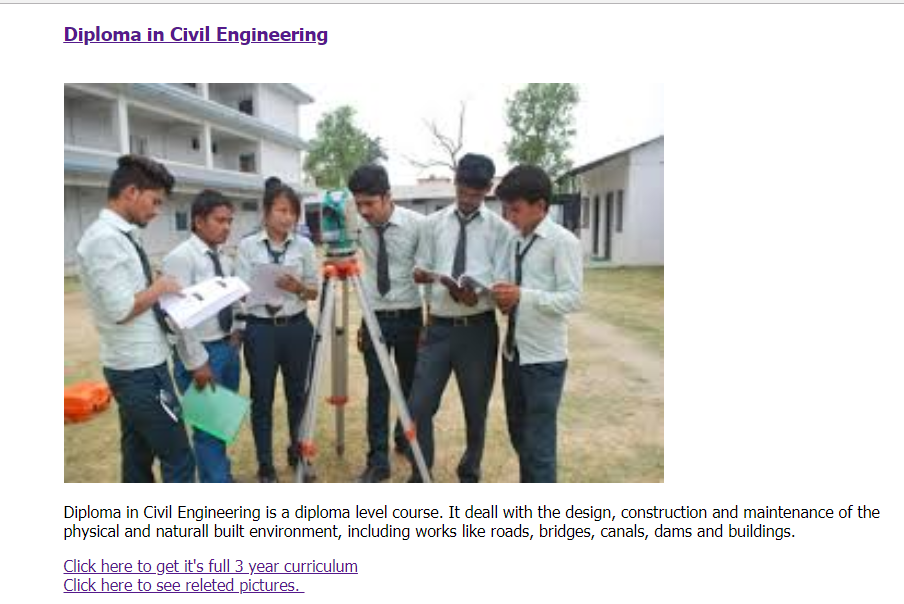 Diploma in Civil Engineering
Diploma in Civil Engineering is a diploma level course. It deall with the design, construction and maintenance of the
physical and naturall built environment, including works like roads, bridges, canals, dams and buildings.
Click here to get it's full 3 year curriculum
Click here to see releted pictures.